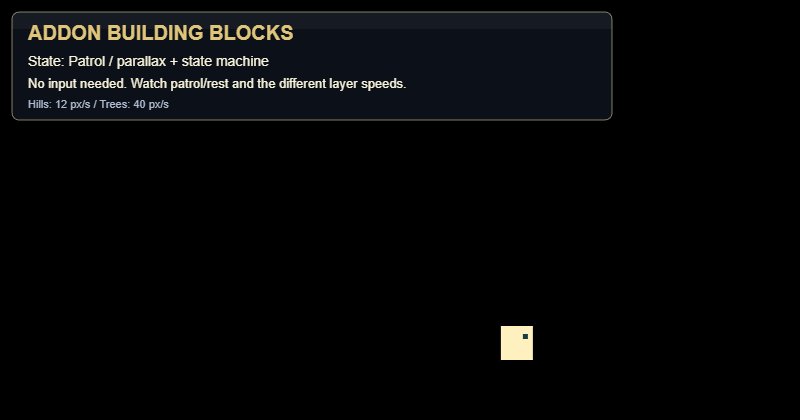 ADDON BUILDING BLOCKS
State: Patrol / parallax + state machine
No input needed. Watch patrol/rest and the different layer speeds.
Hills: 12 px/s / Trees: 40 px/s